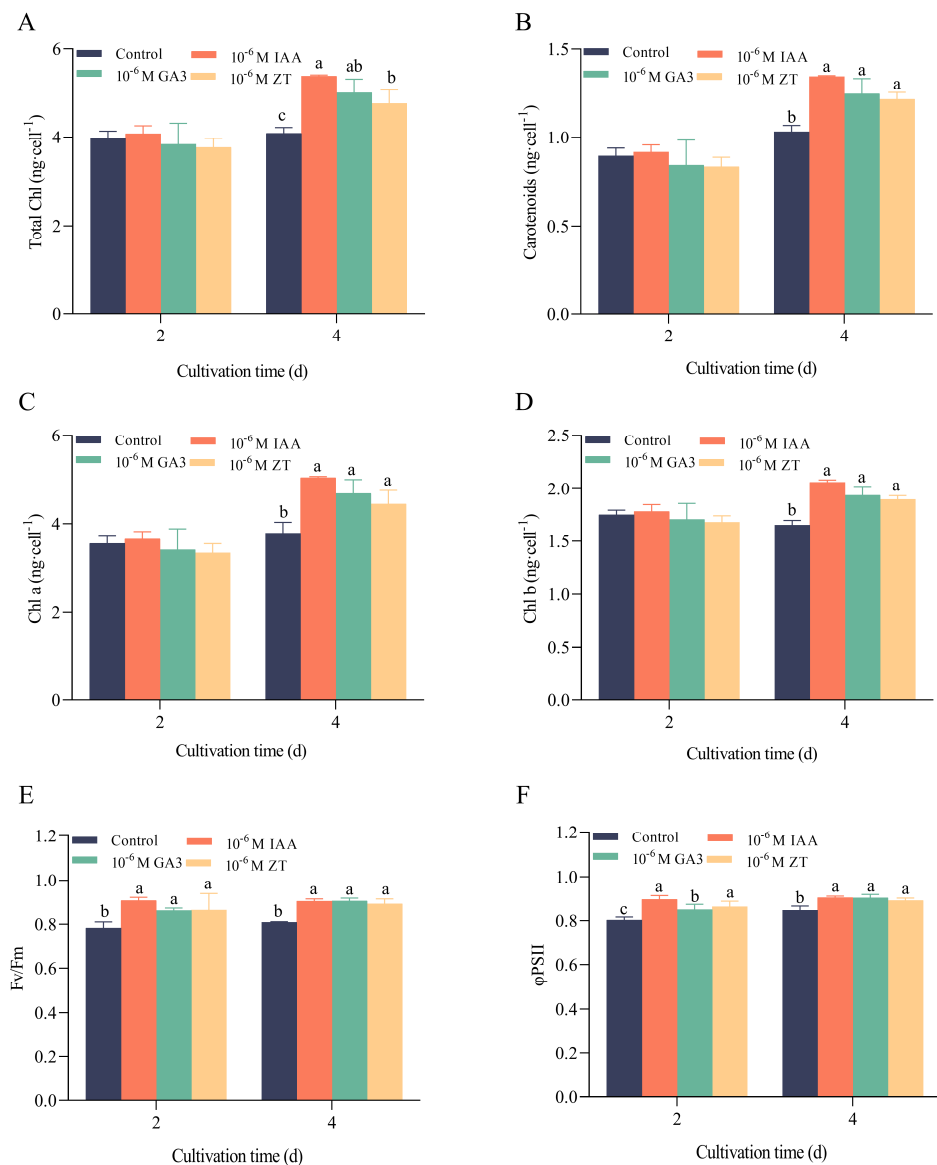 A
Control
10⁻⁶ M IAA
10⁻⁶ M GA3
10⁻⁶ M ZT
Total Chl (ng·cell⁻¹)
6
4
2
0
c
a
ab
b
2
4
Cultivation time (d)
B
Control
10⁻⁶ M IAA
10⁻⁶ M GA3
10⁻⁶ M ZT
Carotenoids (ng·cell⁻¹)
1.5
1.0
0.5
0.0
b
a
a
a
2
4
Cultivation time (d)
C
Control
10⁻⁶ M IAA
10⁻⁶ M GA3
10⁻⁶ M ZT
Chl a (ng·cell⁻¹)
6
4
2
0
b
a
a
a
2
4
Cultivation time (d)
D
Control
10⁻⁶ M IAA
10⁻⁶ M GA3
10⁻⁶ M ZT
Chl b (ng·cell⁻¹)
2.5
2.0
1.5
1.0
0.5
0.0
b
a
a
a
2
4
Cultivation time (d)
E
Control
10⁻⁶ M IAA
10⁻⁶ M GA3
10⁻⁶ M ZT
Fv/Fm
1.2
1.0
0.8
0.6
0.4
0.2
0.0
b
a
a
a
b
a
a
a
2
4
Cultivation time (d)
F
Control
10⁻⁶ M IAA
10⁻⁶ M GA3
10⁻⁶ M ZT
φPSII
1.2
1.0
0.8
0.6
0.4
0.2
0.0
c
a
b
a
b
a
a
a
2
4
Cultivation time (d)